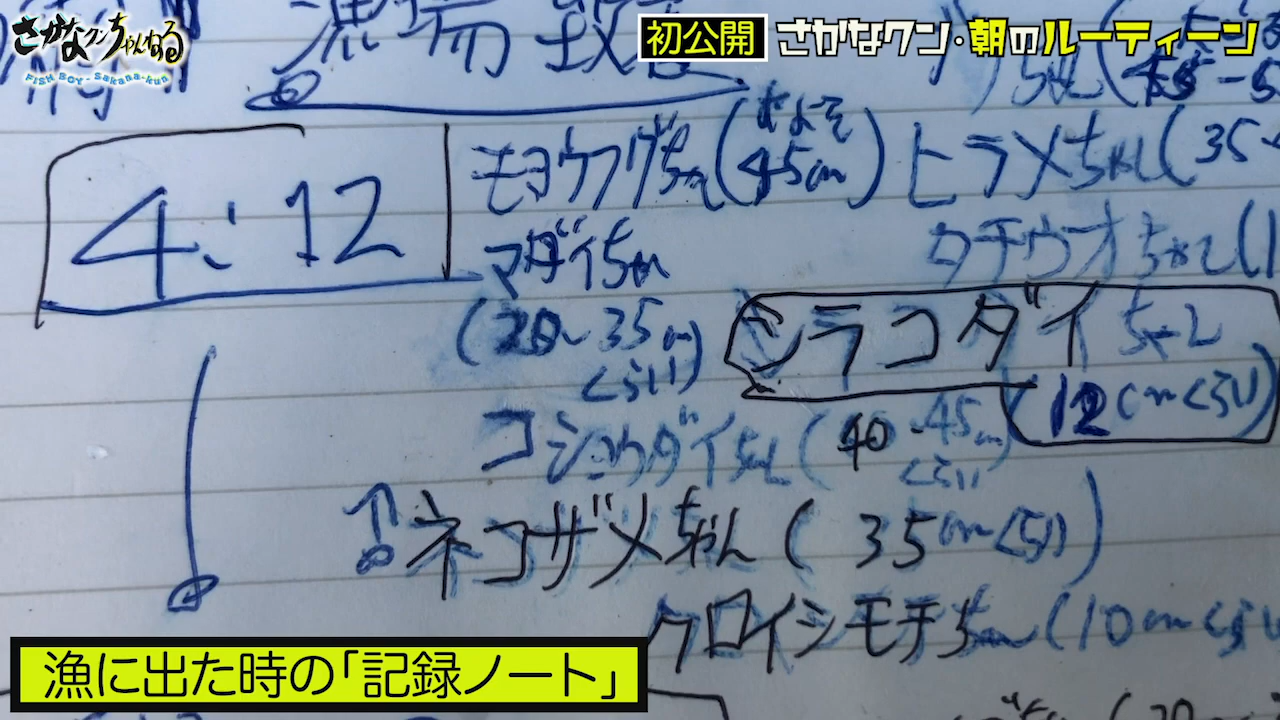 さかなクンちゃんねる
FISH BOY - Sakana-kun
初公開 さかなクン・朝のルーティーン
漁場
4:12
モヨウフグちゃん(およそ45cm)
ヒラメちゃん(35
マダイちゃん
(20~35cmくらい)
タチウオちゃん(1
シラコダイちゃん
(12cmくらい)
コショウダイちゃん(40-45cmくらい)
ネコザメちゃん(35cmくらい)
クロイシモチちゃん(10cmくらい
漁に出た時の「記録ノート」